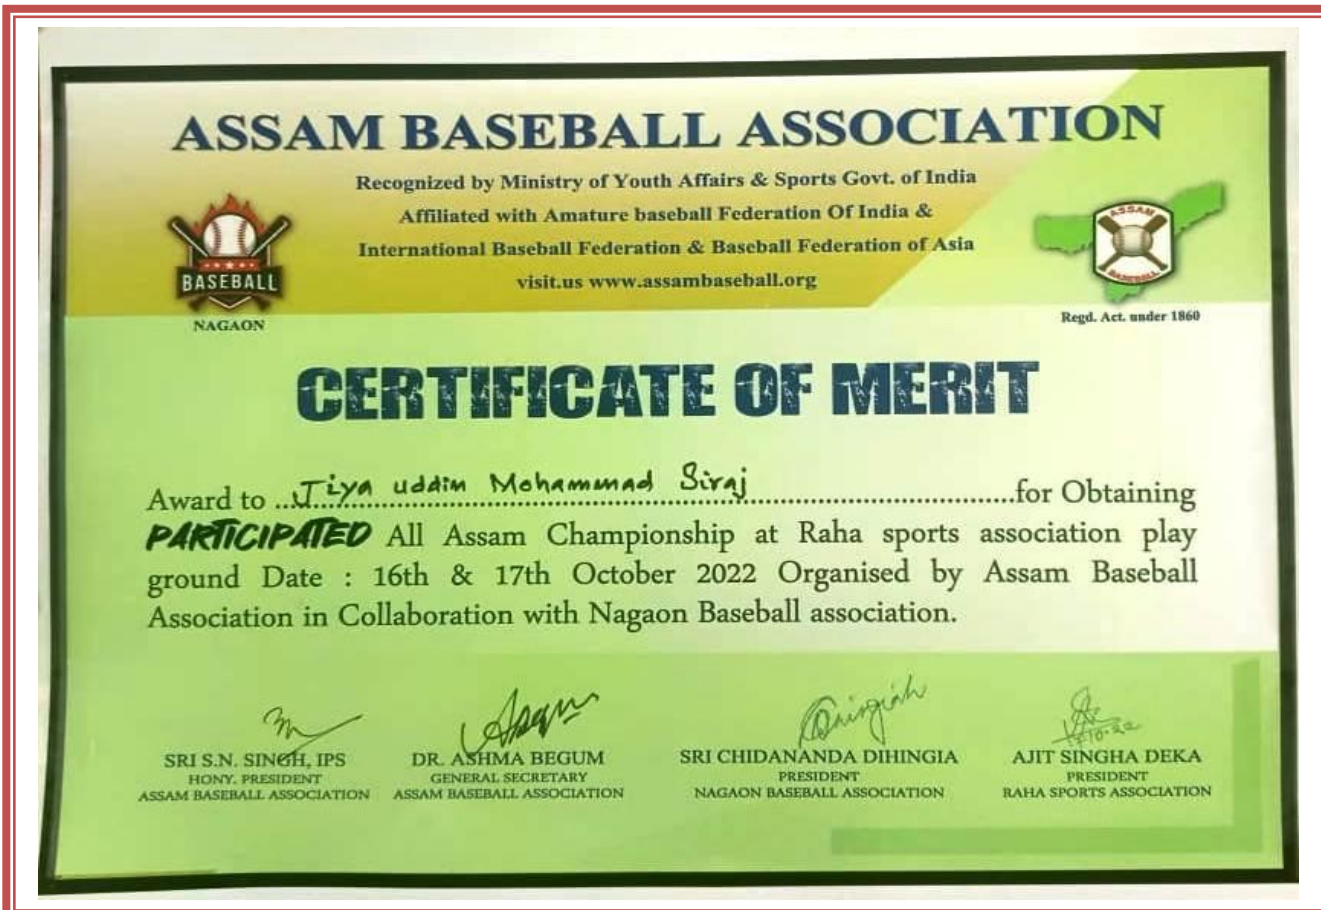 ASSAM BASEBALL ASSOCIATION
Recognized by Ministry of Youth Affairs & Sports Govt. of India
Affiliated with Amature baseball Federation Of India &
International Baseball Federation & Baseball Federation of Asia
visit.us www.assambaseball.org
BASEBALL
NAGAON
ASSAM
BASEBALL
Regd. Act. under 1860
CERTIFICATE OF MERIT
Award to ..Jiya uddin Mohammad Siraj..for Obtaining
PARTICIPATED All Assam Championship at Raha sports association play
ground Date : 16th & 17th October 2022 Organised by Assam Baseball
Association in Collaboration with Nagaon Baseball association.
SRI S.N. SINGH, IPS
HONY. PRESIDENT
ASSAM BASEBALL ASSOCIATION
DR. ASHMA BEGUM
GENERAL SECRETARY
ASSAM BASEBALL ASSOCIATION
SRI CHIDANANDA DIHINGIA
PRESIDENT
NAGAON BASEBALL ASSOCIATION
AJIT SINGHA DEKA
PRESIDENT
RAHA SPORTS ASSOCIATION